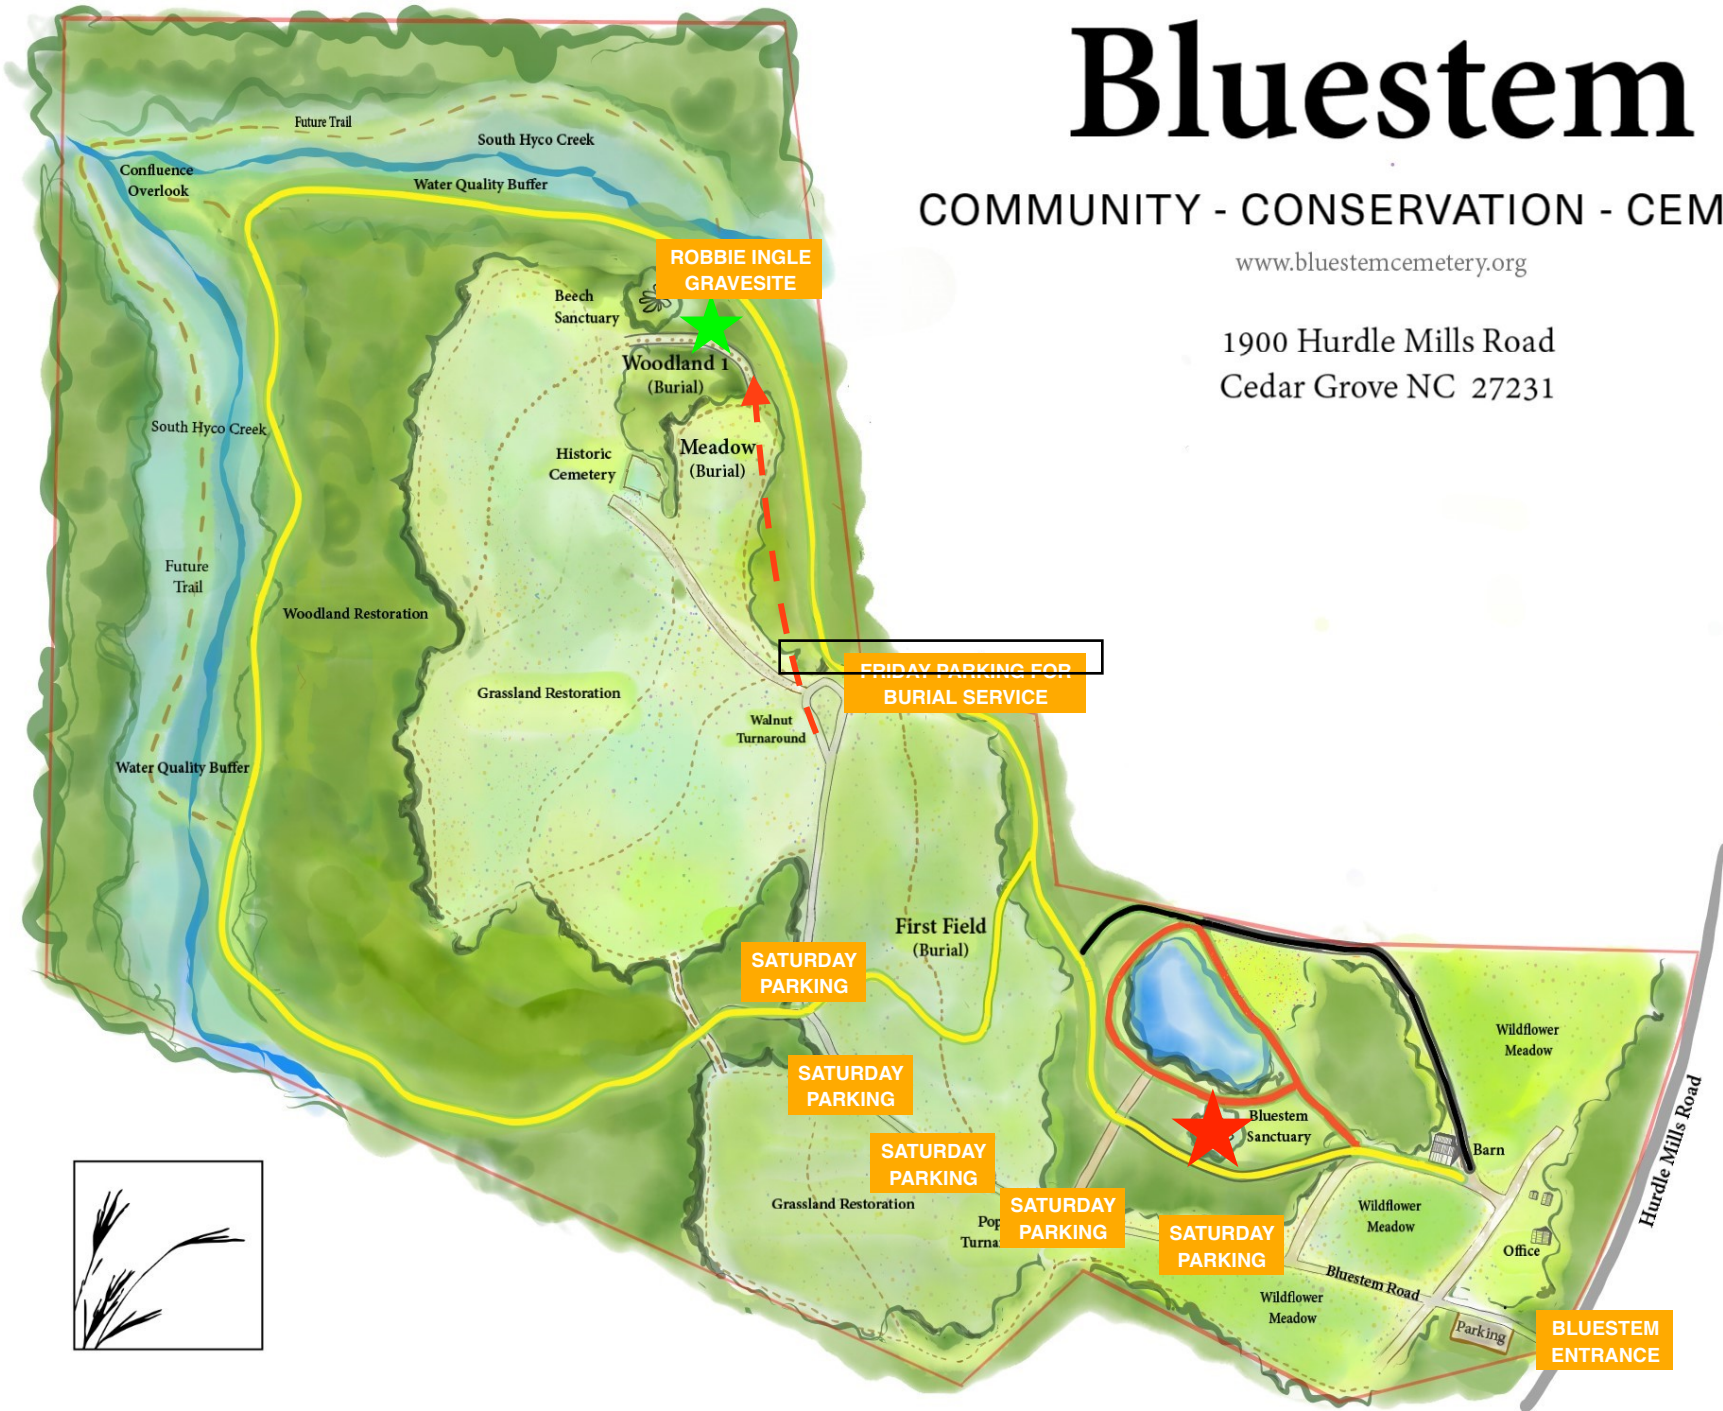 Bluestem
COMMUNITY - CONSERVATION - CEM
www.bluestemcemetery.org
1900 Hurdle Mills Road
Cedar Grove NC 27231
Future Trail
South Hyco Creek
Confluence
Overlook
Water Quality Buffer
ROBBIE INGLE
GRAVESITE
Beech
Sanctuary
Woodland 1
(Burial)
South Hyco Creek
Meadow
(Burial)
Historic
Cemetery
Future
Trail
Woodland Restoration
FRIDAY PARKING FOR
BURIAL SERVICE
Grassland Restoration
Walnut
Turnaround
Water Quality Buffer
First Field
(Burial)
SATURDAY
PARKING
Wildflower
Meadow
SATURDAY
PARKING
Bluestem
Sanctuary
Barn
Hurdle Mills Road
SATURDAY
PARKING
Grassland Restoration
Pop
Turna
SATURDAY
PARKING
SATURDAY
PARKING
Wildflower
Meadow
Office
Bluestem Road
Wildflower
Meadow
Parking
BLUESTEM
ENTRANCE